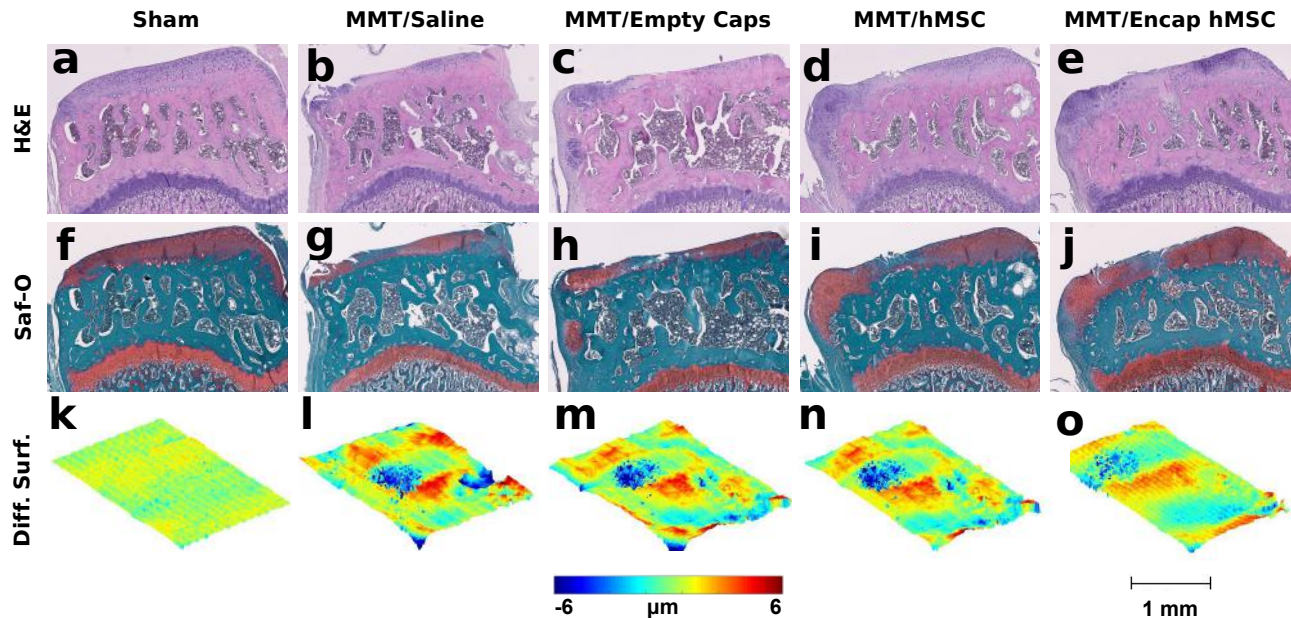 Sham MMT/Saline MMT/Empty Caps MMT/hMSC MMT/Encap hMSC
H&E
a b c d e
Saf-O
f g h i j
Diff. Surf.
k l m n o
-6 µm 6
1 mm